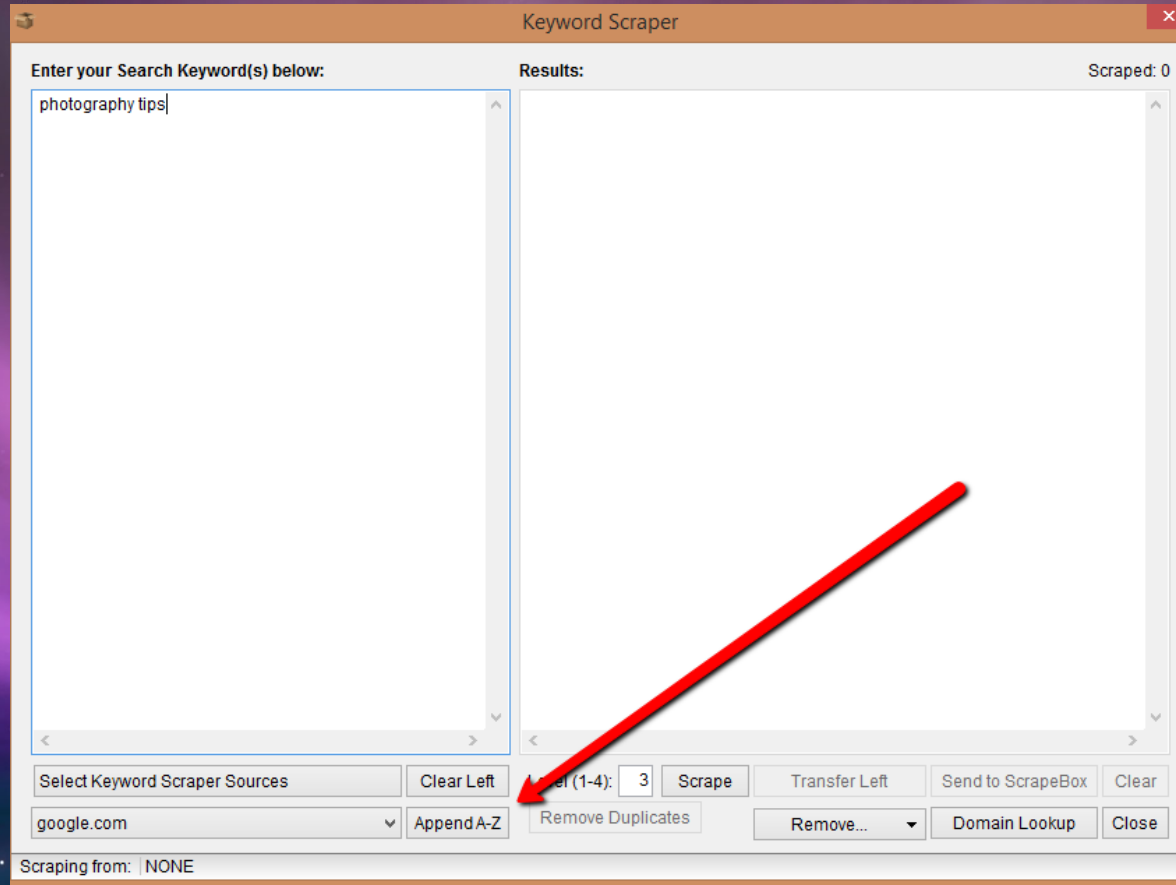 Keyword Scraper
Enter your Search Keyword(s) below:
Results:
Scraped: 0
photography tips
Select Keyword Scraper Sources
Clear Left
(1-4):
3
Scrape
Transfer Left
Send to ScrapeBox
Clear
google.com
Append A-Z
Remove Duplicates
Remove...
Domain Lookup
Close
Scraping from: NONE